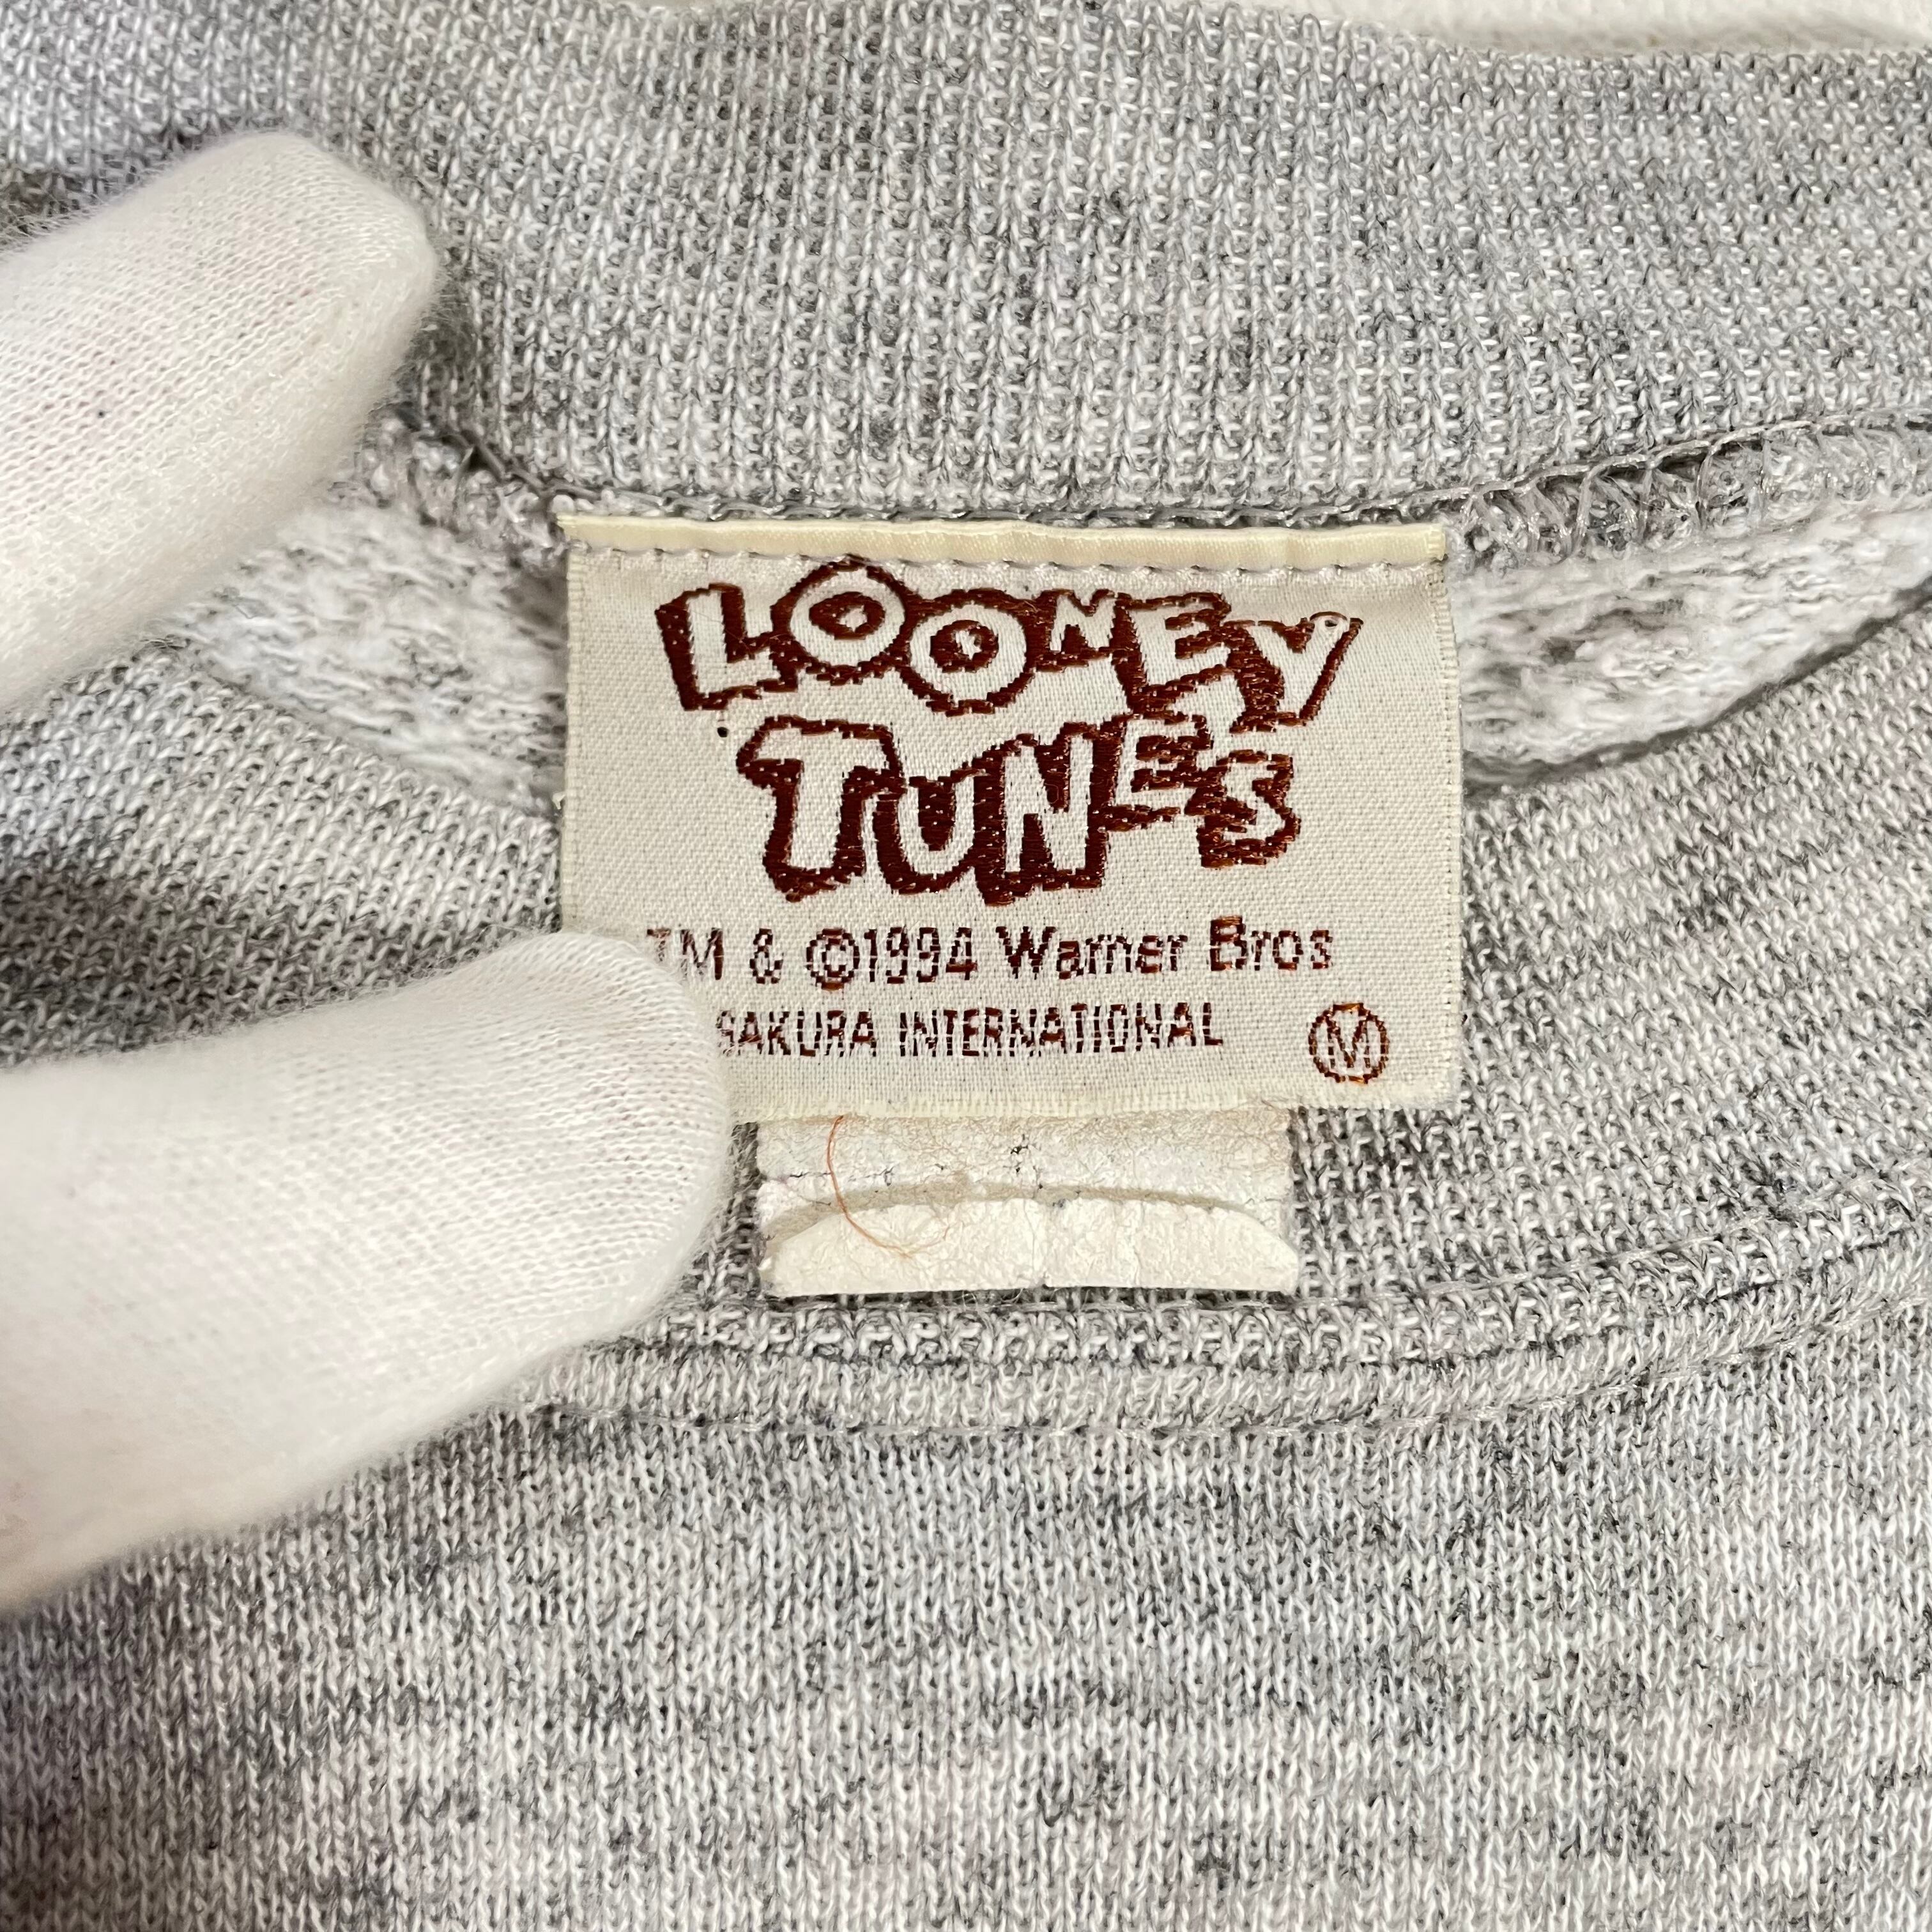 LOONEY
TUNES
TM & ©1994 Warner Bros
SAKURA INTERNATIONAL Ⓜ